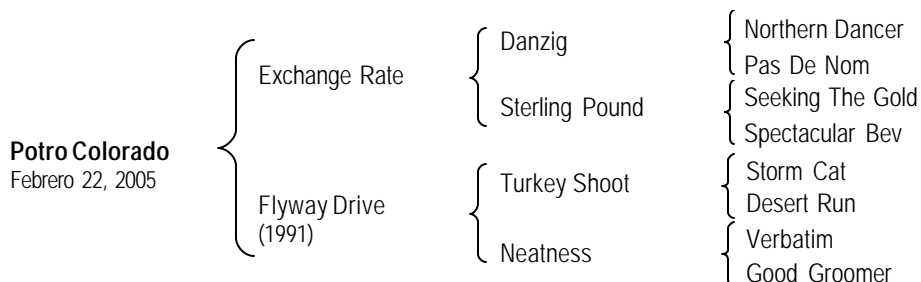 Northern Dancer
Danzig
Pas De Nom
Exchange Rate
Seeking The Gold
Sterling Pound
Spectacular Bev
Potro Colorado
Febrero 22, 2005
Storm Cat
Turkey Shoot
Desert Run
Flyway Drive
(1991)
Verbatim
Neatness
Good Groomer